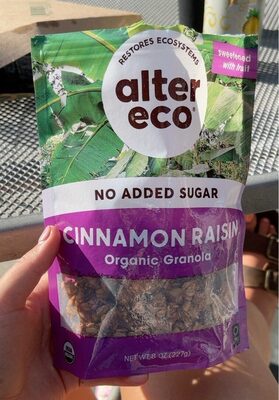 RESTORES ECOSYSTEMS
sweetened
with fruit
alter
eco
NO ADDED SUGAR
CINNAMON RAISIN
Organic Granola
NET WT. 8 OZ (227g)